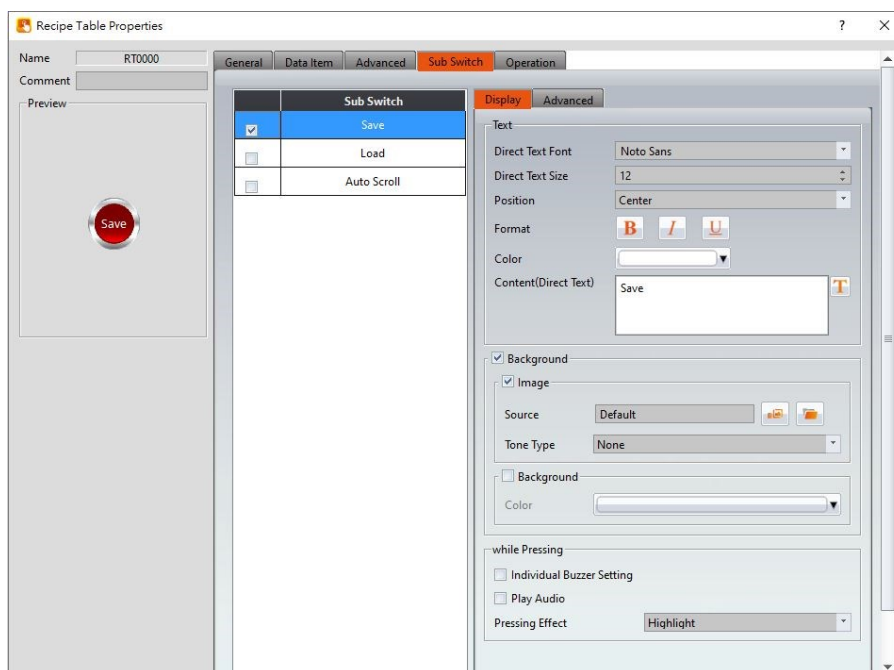 Recipe Table Properties ? ×
Name RT0000
Comment
Preview
Save
General Data Item Advanced Sub Switch Operation
Sub Switch
Save
Load
Auto Scroll
Display Advanced
Text
Direct Text Font Noto Sans
Direct Text Size 12
Position Center
Format B I U
Color
Content(Direct Text) Save T
Background
Image
Source Default
Tone Type None
Background
Color
while Pressing
Individual Buzzer Setting
Play Audio
Pressing Effect Highlight